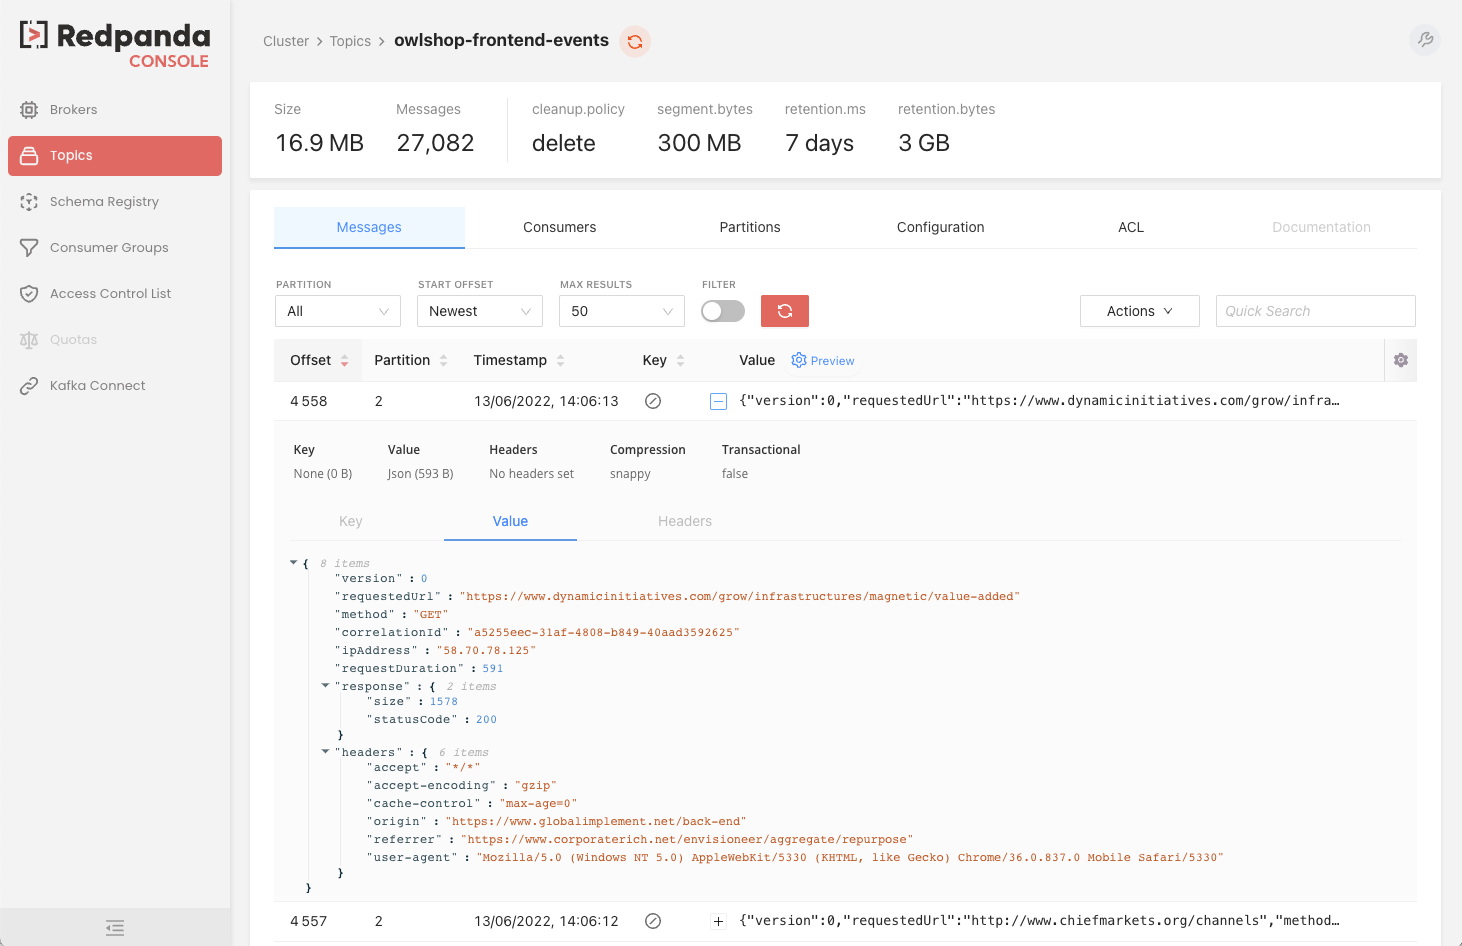 Redpanda
CONSOLE
Brokers
Topics
Schema Registry
Consumer Groups
Access Control List
Quotas
Kafka Connect
Cluster > Topics > owlshop-frontend-events
Size Messages cleanup.policy segment.bytes retention.ms retention.bytes
16.9 MB 27,082 delete 300 MB 7 days 3 GB
Messages Consumers Partitions Configuration ACL Documentation
PARTITION START OFFSET MAX RESULTS FILTER
All Newest 50 Actions Quick Search
Offset Partition Timestamp Key Value Preview
4 558 2 13/06/2022, 14:06:13 {"version":0,"requestedUrl":"https://www.dynamicinitiatives.com/grow/infra…
Key Value Headers Compression Transactional
None (0 B) Json (593 B) No headers set snappy false
Key Value Headers
{ 8 items
"version" : 0
"requestedUrl" : "https://www.dynamicinitiatives.com/grow/infrastructures/magnetic/value-added"
"method" : "GET"
"correlationId" : "a5255eec-31af-4808-b849-40aad3592625"
"ipAddress" : "58.70.78.125"
"requestDuration" : 591
"response" : { 2 items
"size" : 1578
"statusCode" : 200
}
"headers" : { 6 items
"accept" : "*/*"
"accept-encoding" : "gzip"
"cache-control" : "max-age=0"
"origin" : "https://www.globalimplement.net/back-end"
"referrer" : "https://www.corporaterich.net/envisioneer/aggregate/repurpose"
"user-agent" : "Mozilla/5.0 (Windows NT 5.0) AppleWebKit/5330 (KHTML, like Gecko) Chrome/36.0.837.0 Mobile Safari/5330"
}
}
4 557 2 13/06/2022, 14:06:12 {"version":0,"requestedUrl":"http://www.chiefmarkets.org/channels","method…